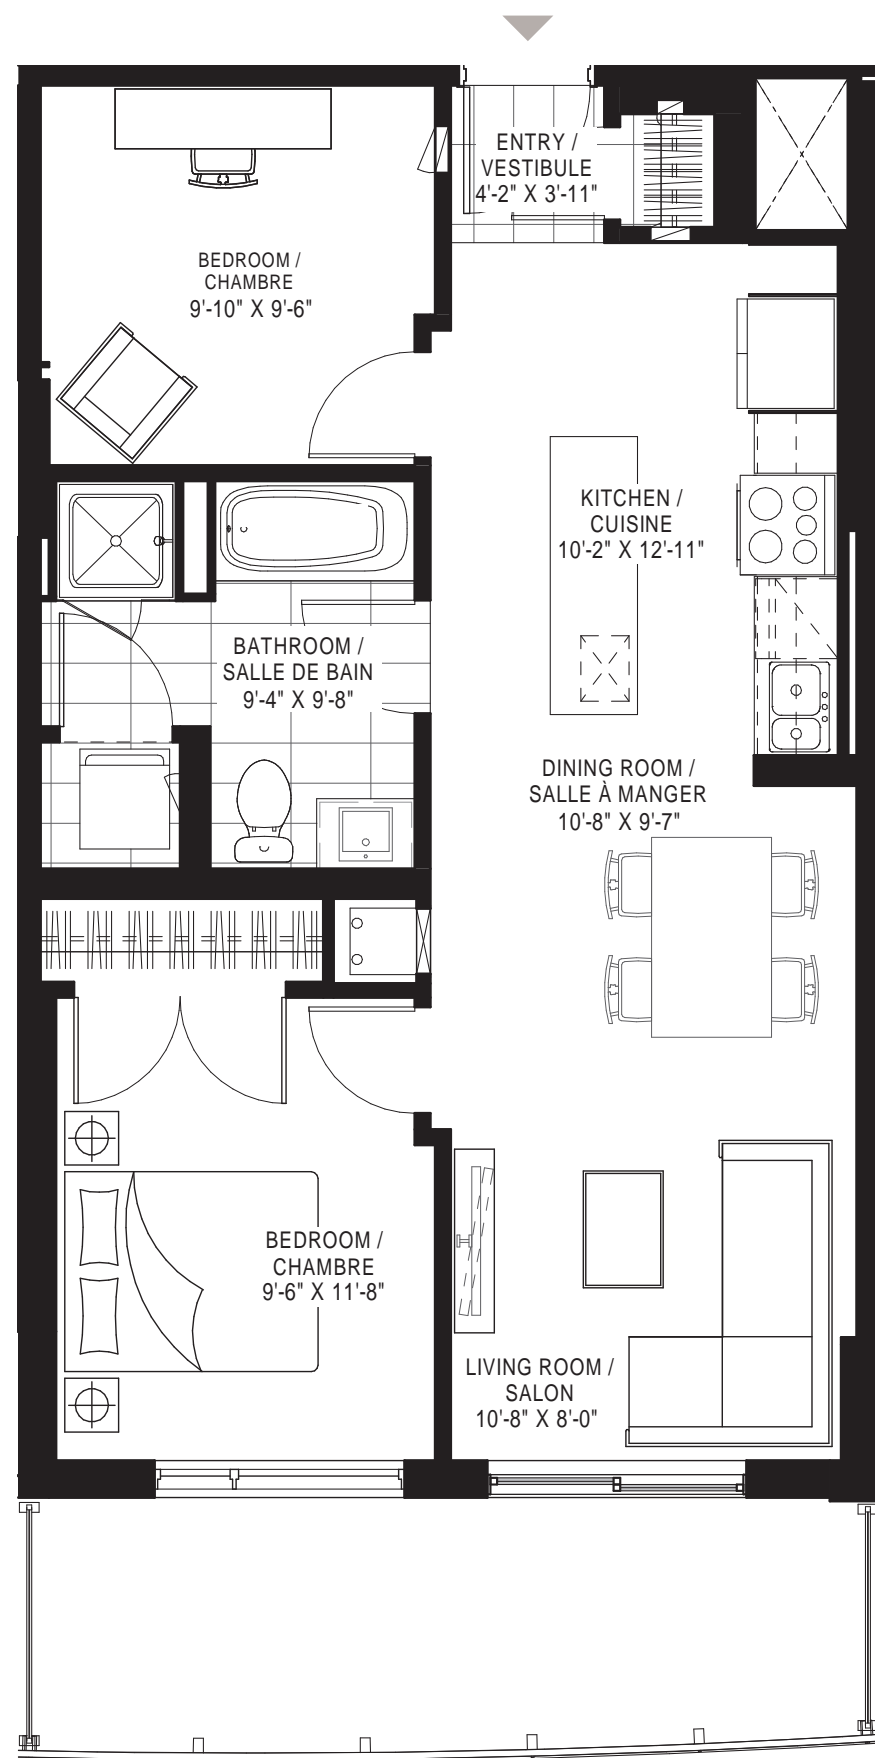 ENTRY /
VESTIBULE
4'-2" X 3'-11"
BEDROOM /
CHAMBRE
9'-10" X 9'-6"
KITCHEN /
CUISINE
10'-2" X 12'-11"
BATHROOM /
SALLE DE BAIN
9'-4" X 9'-8"
DINING ROOM /
SALLE À MANGER
10'-8" X 9'-7"
BEDROOM /
CHAMBRE
9'-6" X 11'-8"
LIVING ROOM /
SALON
10'-8" X 8'-0"